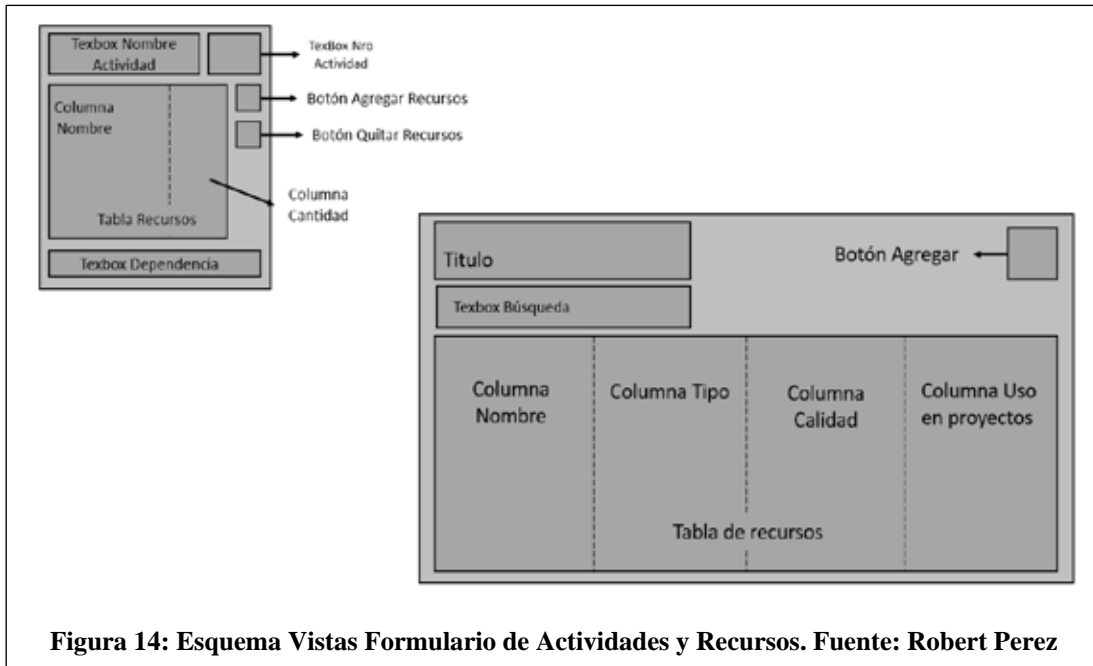 Texbox Nombre
Actividad
TexBox Nro
Actividad
Botón Agregar Recursos
Botón Quitar Recursos
Columna
Nombre
Columna
Cantidad
Tabla Recursos
Texbox Dependencia
Titulo
Botón Agregar
Texbox Búsqueda
Columna
Nombre
Columna Tipo
Columna
Calidad
Columna Uso
en proyectos
Tabla de recursos
Figura 14: Esquema Vistas Formulario de Actividades y Recursos. Fuente: Robert Perez